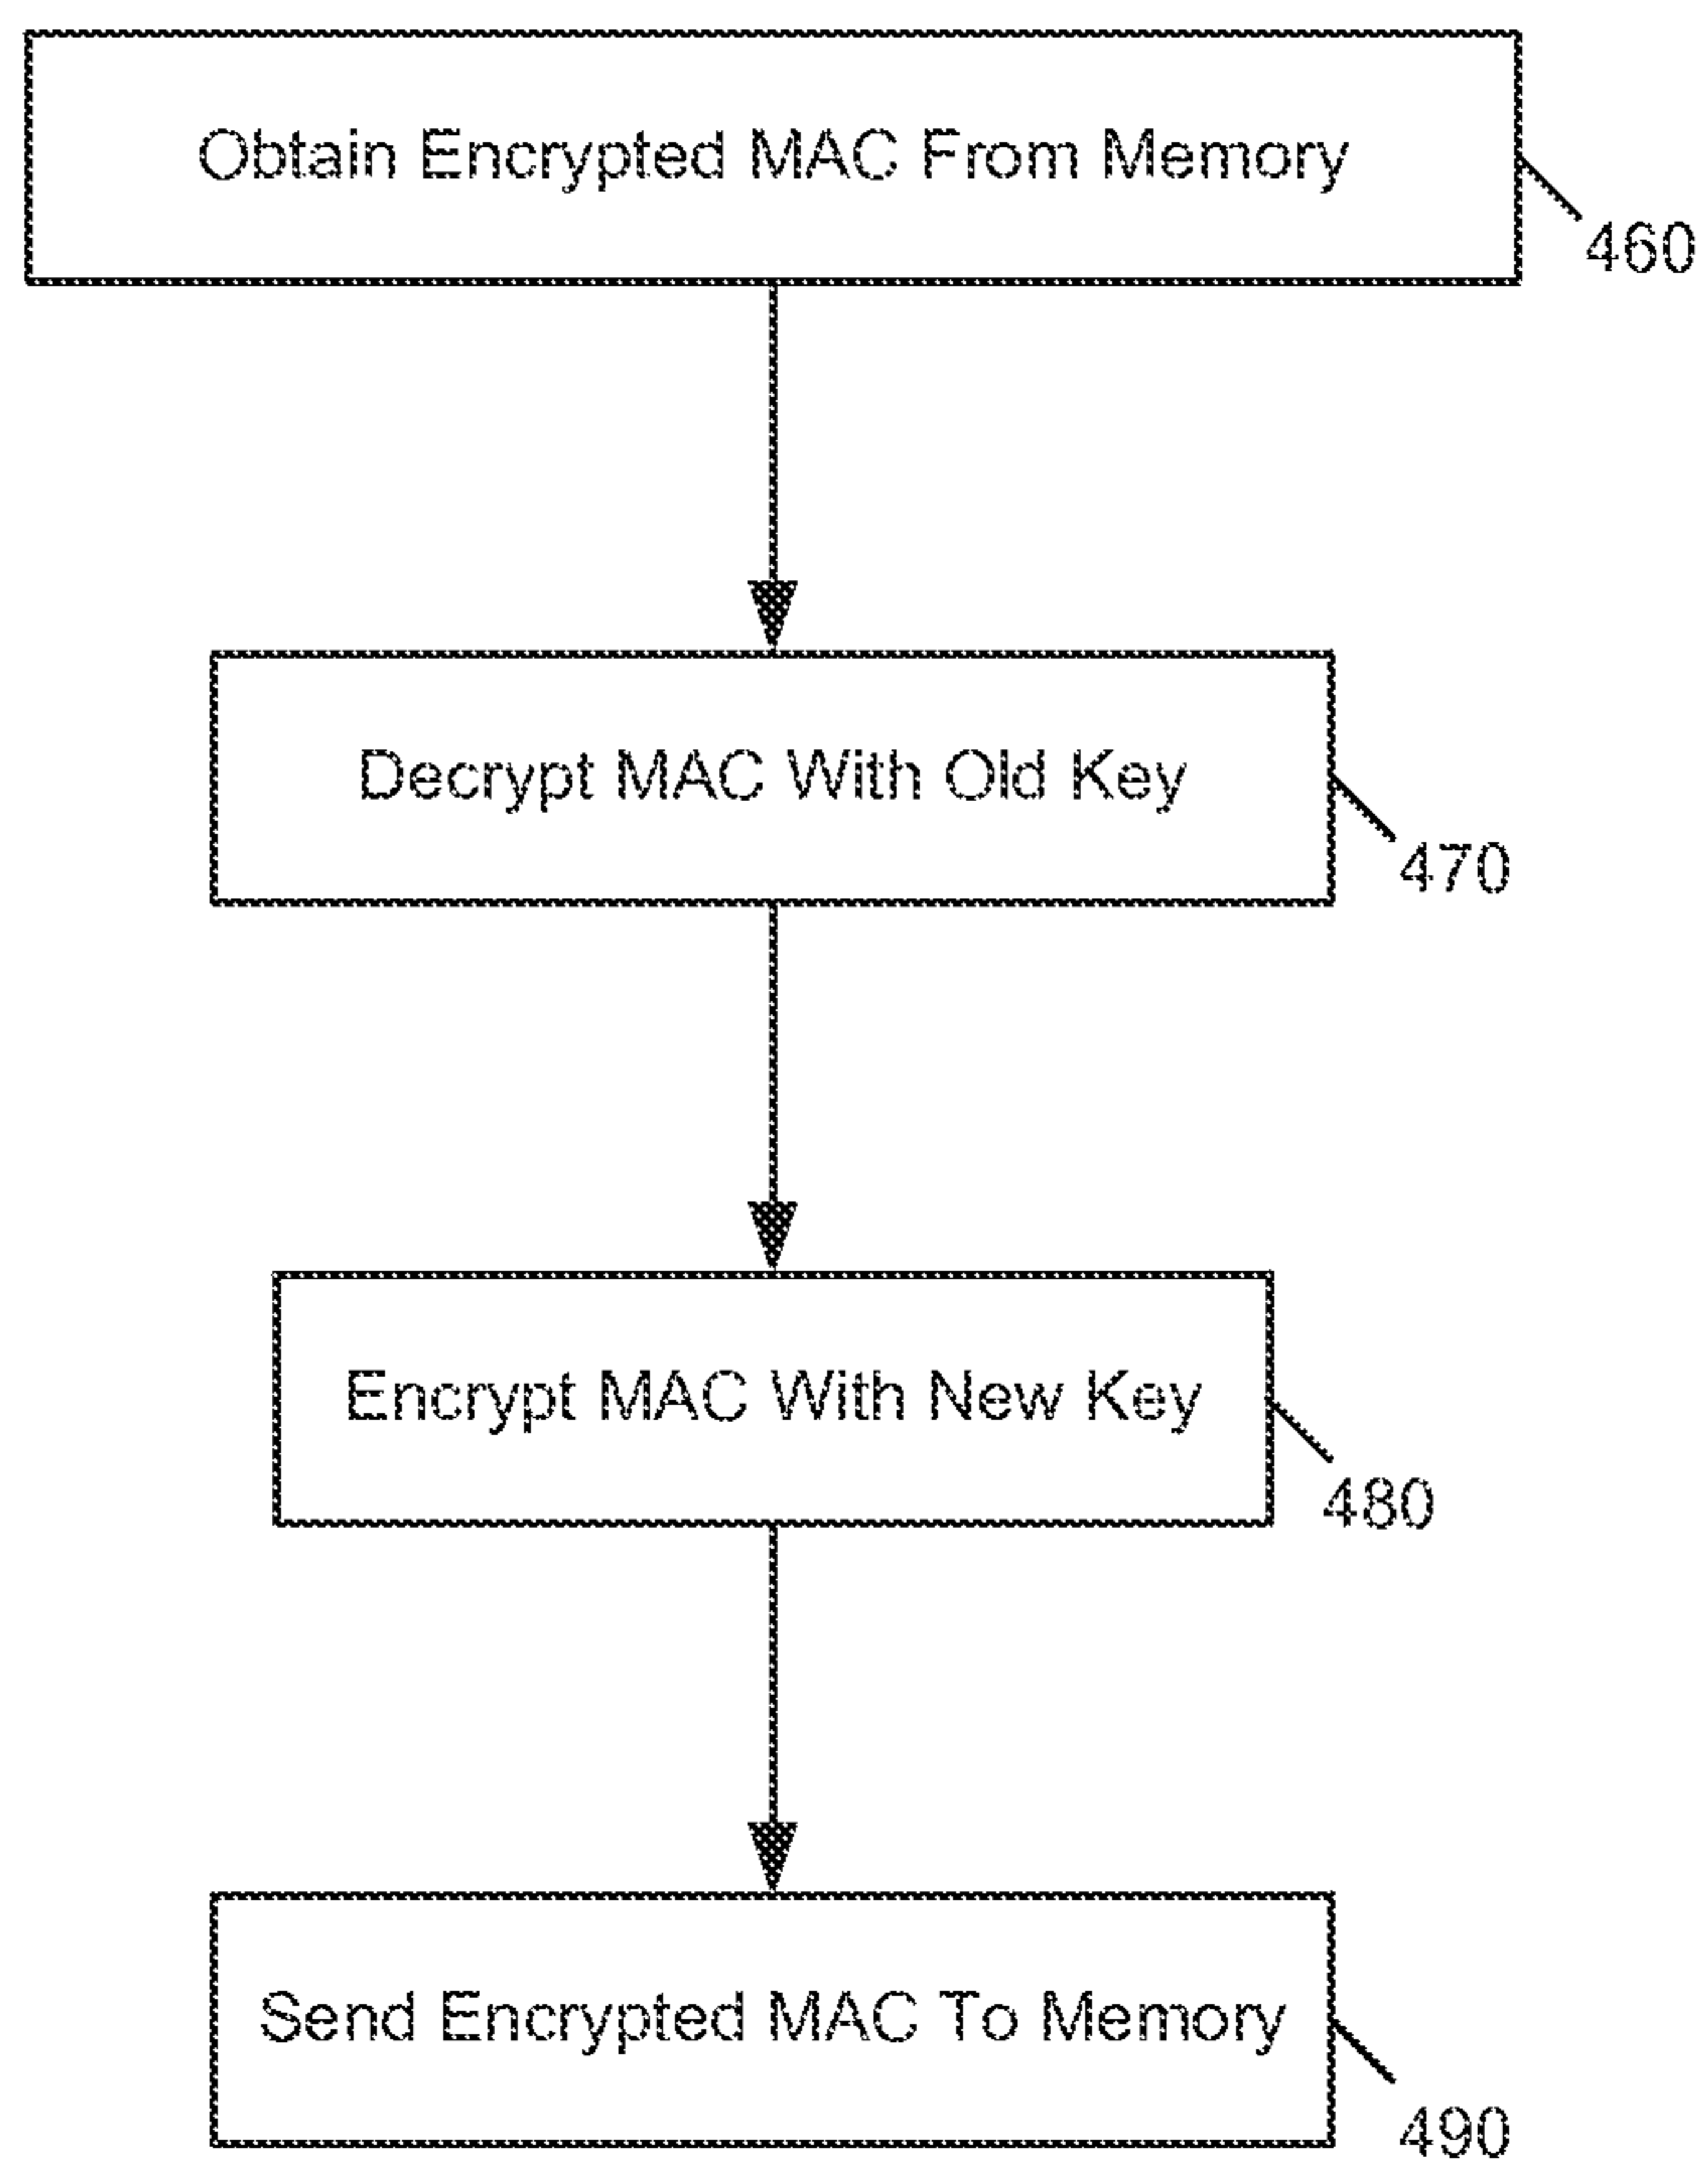 Obtain Encrypted MAC From Memory
460
Decrypt MAC With Old Key
470
Encrypt MAC With New Key
480
Send Encrypted MAC To Memory
490